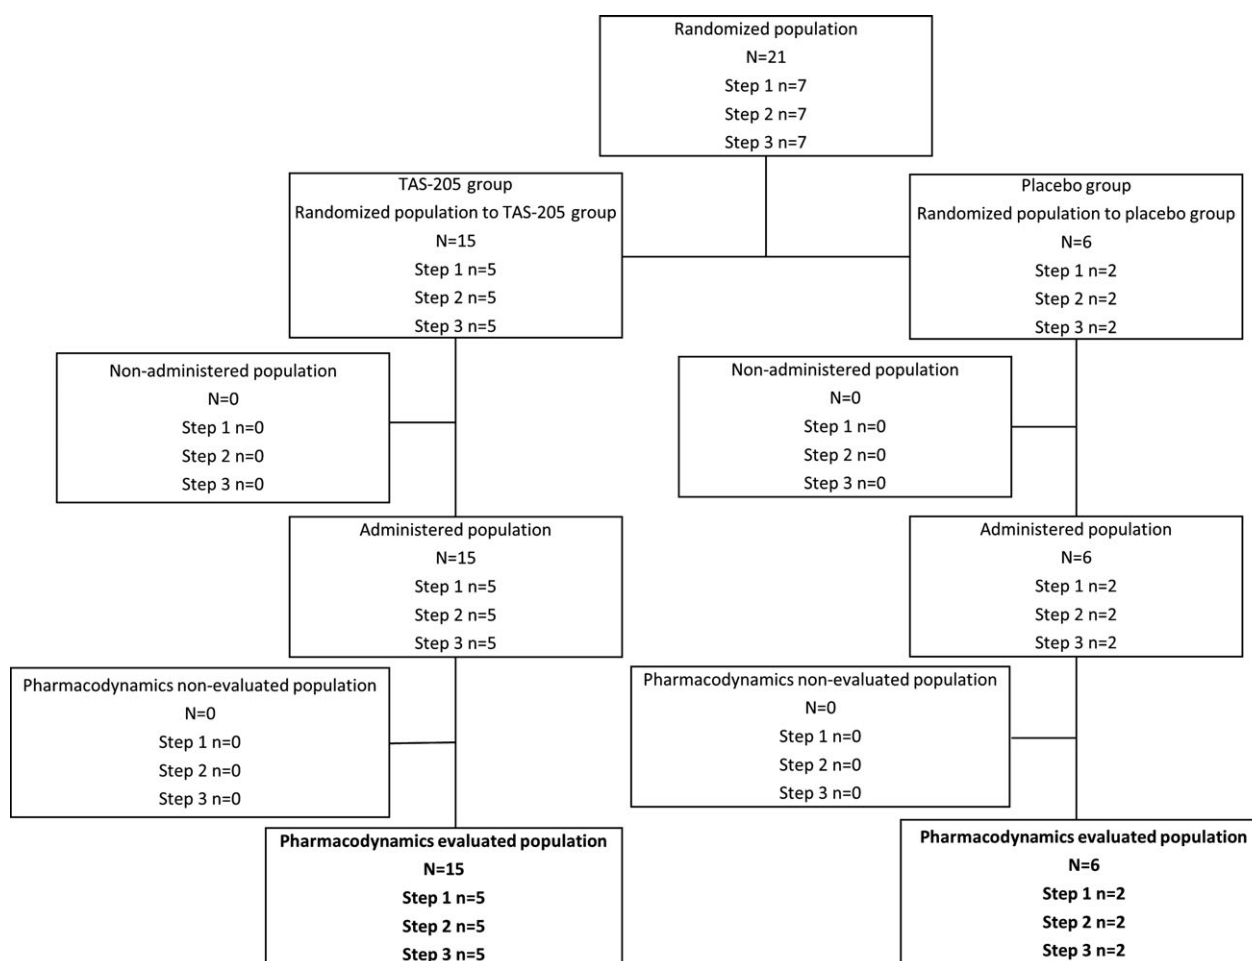 Randomized population
N=21
Step 1 n=7
Step 2 n=7
Step 3 n=7
TAS-205 group
Randomized population to TAS-205 group
N=15
Step 1 n=5
Step 2 n=5
Step 3 n=5
Placebo group
Randomized population to placebo group
N=6
Step 1 n=2
Step 2 n=2
Step 3 n=2
Non-administered population
N=0
Step 1 n=0
Step 2 n=0
Step 3 n=0
Non-administered population
N=0
Step 1 n=0
Step 2 n=0
Step 3 n=0
Administered population
N=15
Step 1 n=5
Step 2 n=5
Step 3 n=5
Administered population
N=6
Step 1 n=2
Step 2 n=2
Step 3 n=2
Pharmacodynamics non-evaluated population
N=0
Step 1 n=0
Step 2 n=0
Step 3 n=0
Pharmacodynamics non-evaluated population
N=0
Step 1 n=0
Step 2 n=0
Step 3 n=0
Pharmacodynamics evaluated population
N=15
Step 1 n=5
Step 2 n=5
Step 3 n=5
Pharmacodynamics evaluated population
N=6
Step 1 n=2
Step 2 n=2
Step 3 n=2